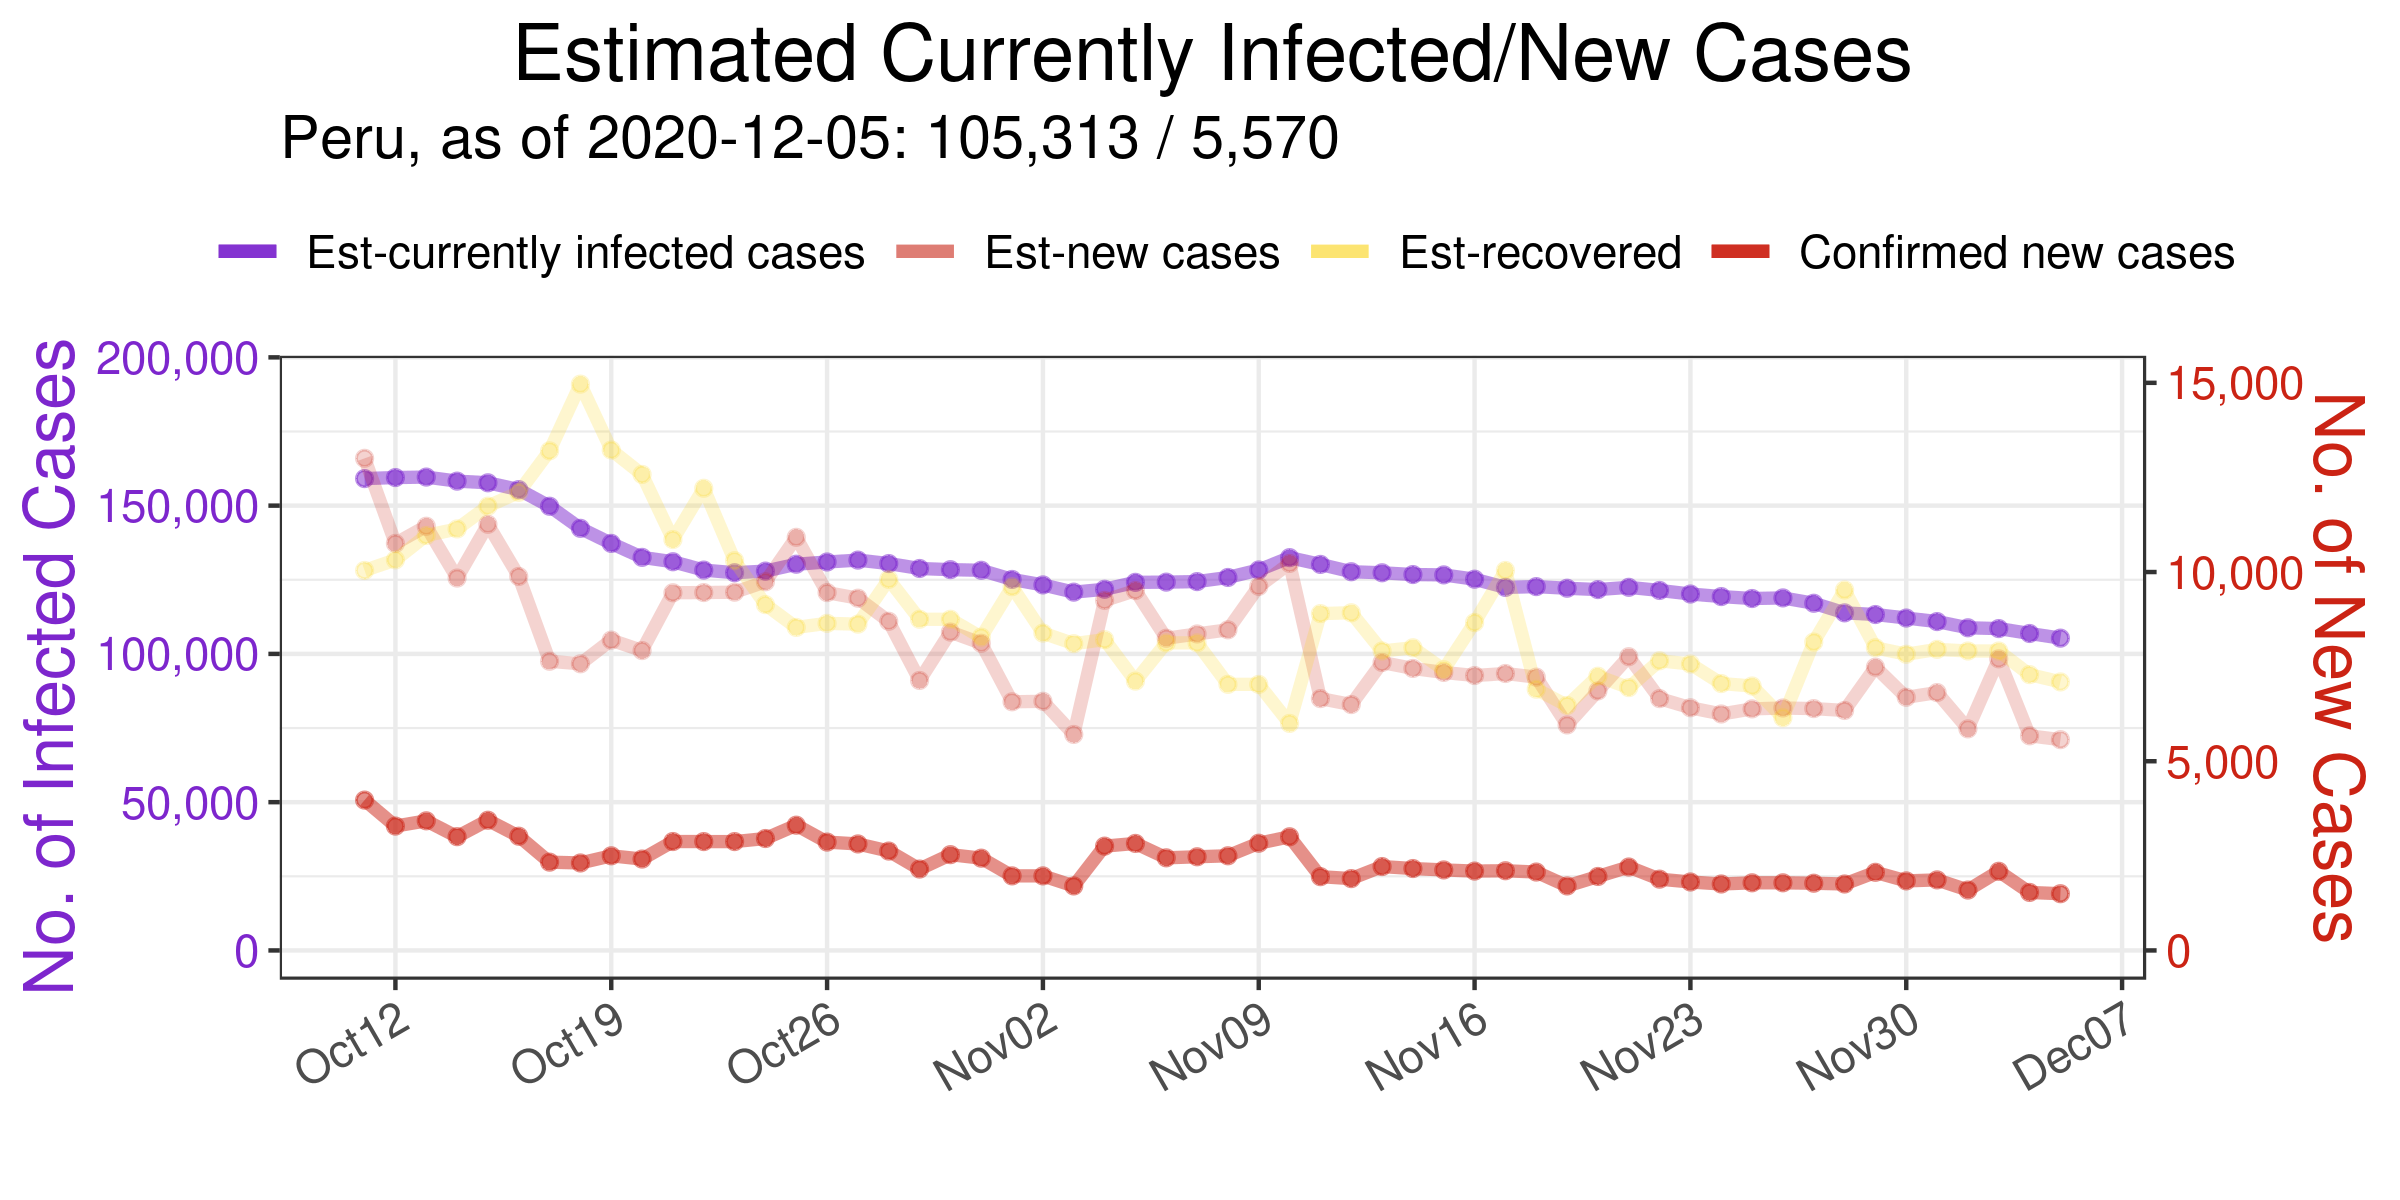 Estimated Currently Infected/New Cases
Peru, as of 2020-12-05: 105,313 / 5,570
Est-currently infected cases
Est-new cases
Est-recovered
Confirmed new cases
No. of Infected Cases
200,000
150,000
100,000
50,000
0
15,000
10,000
5,000
0
No. of New Cases
Oct12
Oct19
Oct26
Nov02
Nov09
Nov16
Nov23
Nov30
Dec07